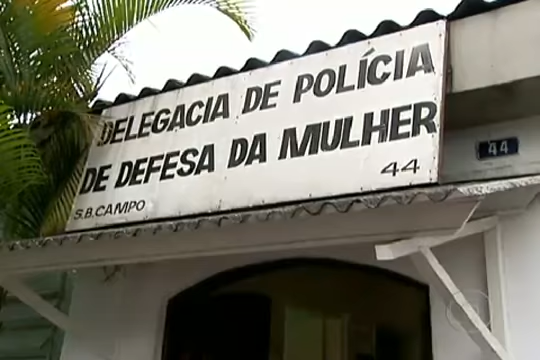 DELEGACIA DE POLÍCIA
DE DEFESA DA MULHER
S.B.CAMPO
44
44